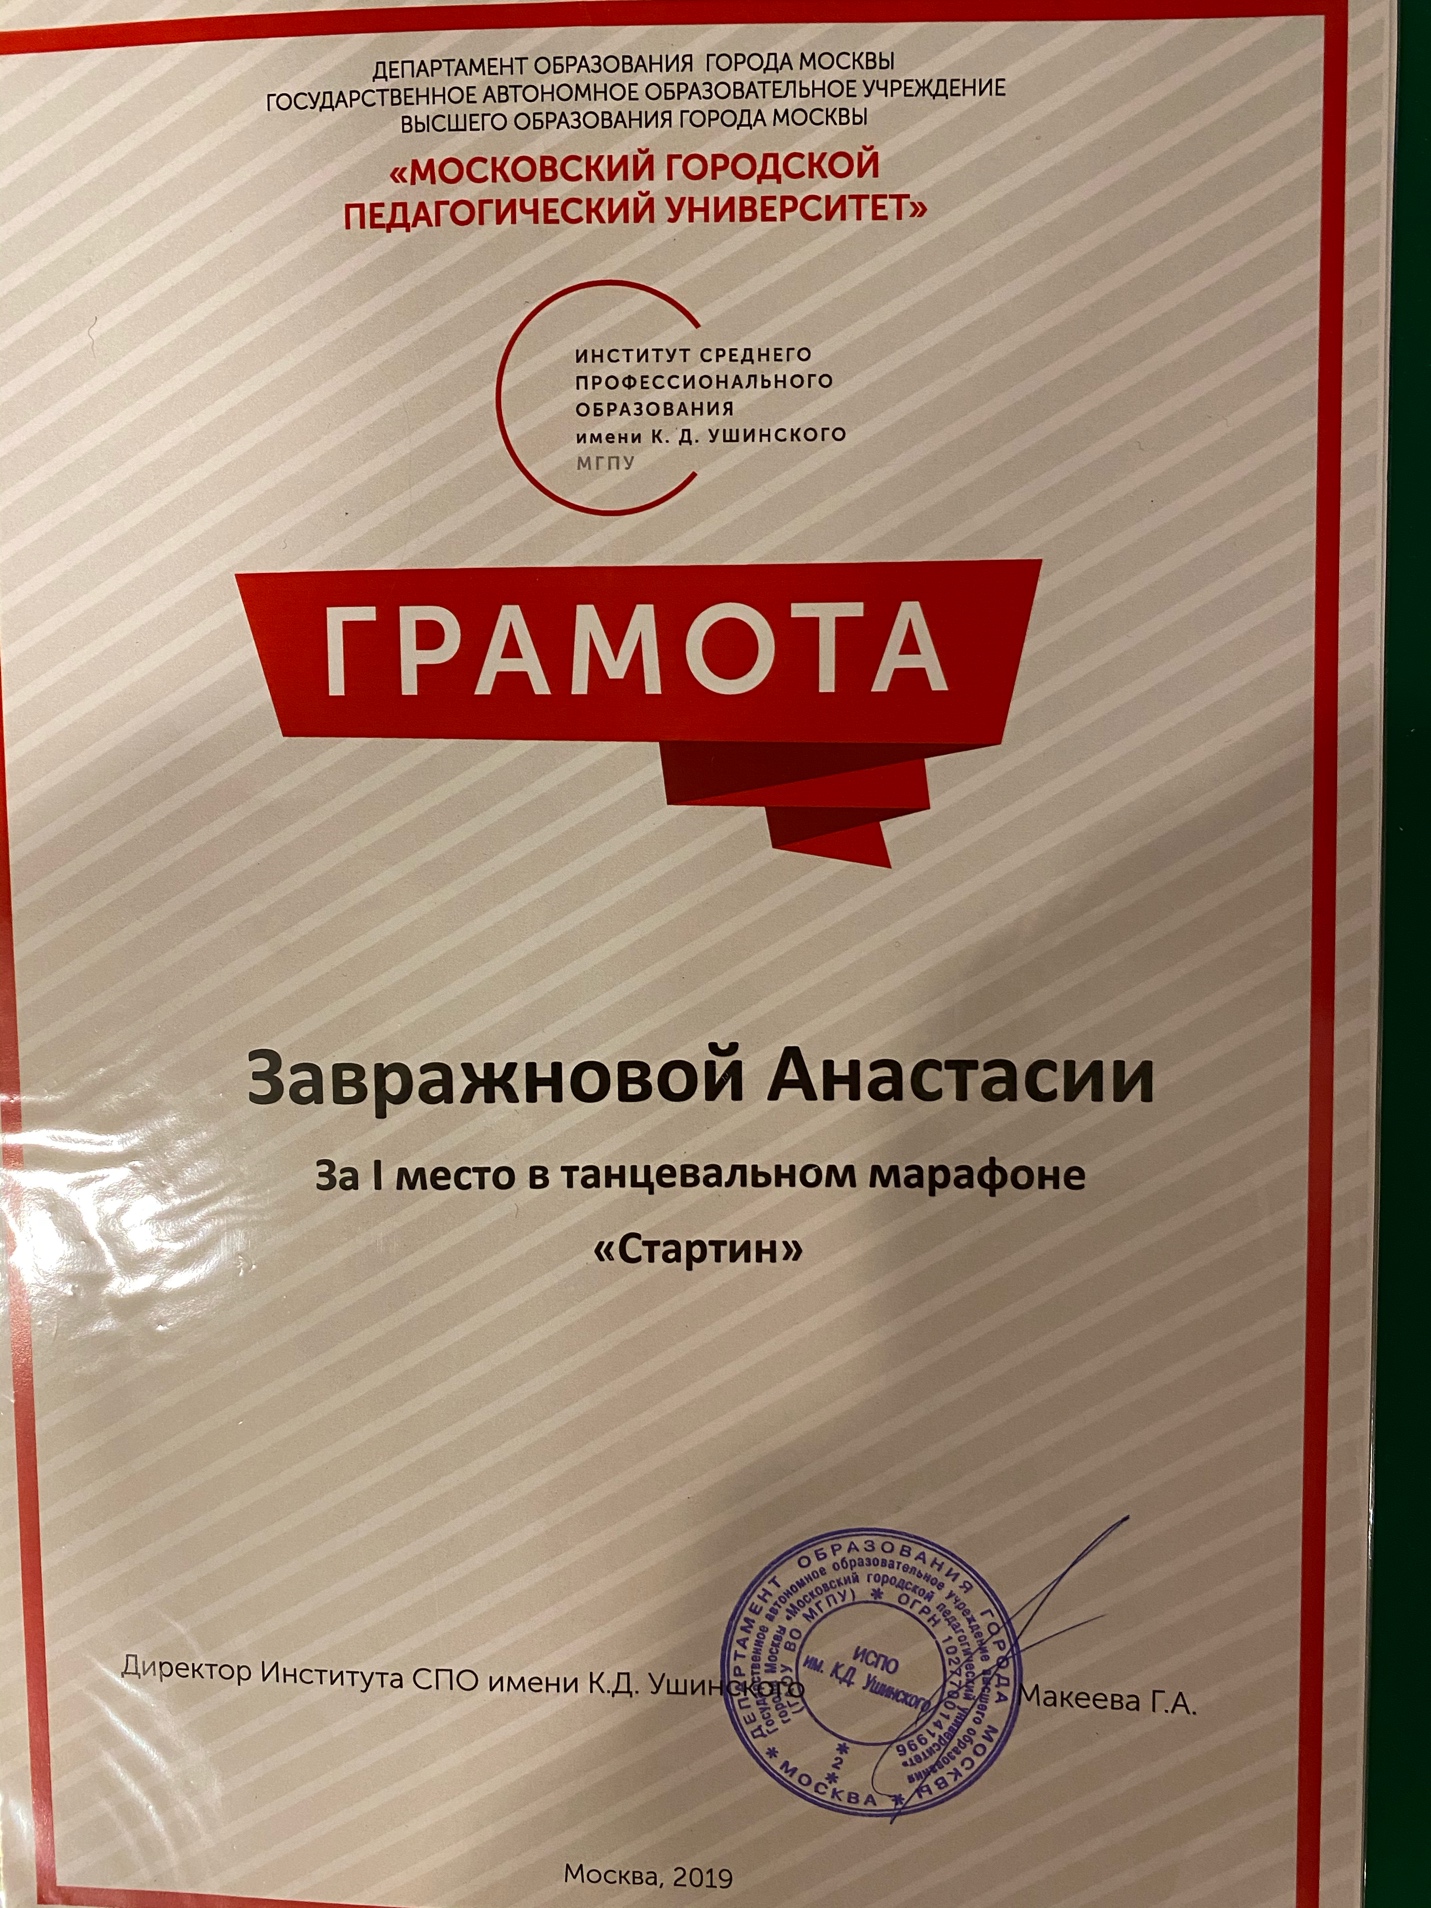 ДЕПАРТАМЕНТ ОБРАЗОВАНИЯ ГОРОДА МОСКВЫ
ГОСУДАРСТВЕННОЕ АВТОНОМНОЕ ОБРАЗОВАТЕЛЬНОЕ УЧРЕЖДЕНИЕ
ВЫСШЕГО ОБРАЗОВАНИЯ ГОРОДА МОСКВЫ
«МОСКОВСКИЙ ГОРОДСКОЙ
ПЕДАГОГИЧЕСКИЙ УНИВЕРСИТЕТ»
ИНСТИТУТ СРЕДНЕГО
ПРОФЕССИОНАЛЬНОГО
ОБРАЗОВАНИЯ
имени К. Д. УШИНСКОГО
МГПУ
ГРАМОТА
Завражновой Анастасии
За I место в танцевальном марафоне
«Стартин»
Директор Института СПО имени К.Д. Ушинского Макеева Г.А.
ДЕПАРТАМЕНТ ОБРАЗОВАНИЯ ГОРОДА МОСКВЫ * МОСКВА *
Государственное автономное образовательное учреждение высшего образования
города Москвы «Московский городской педагогический университет»
(ГАОУ ВО МГПУ) * ОГРН 1027700141996
*2*
ИСПО
им. К.Д. Ушинского
Москва, 2019